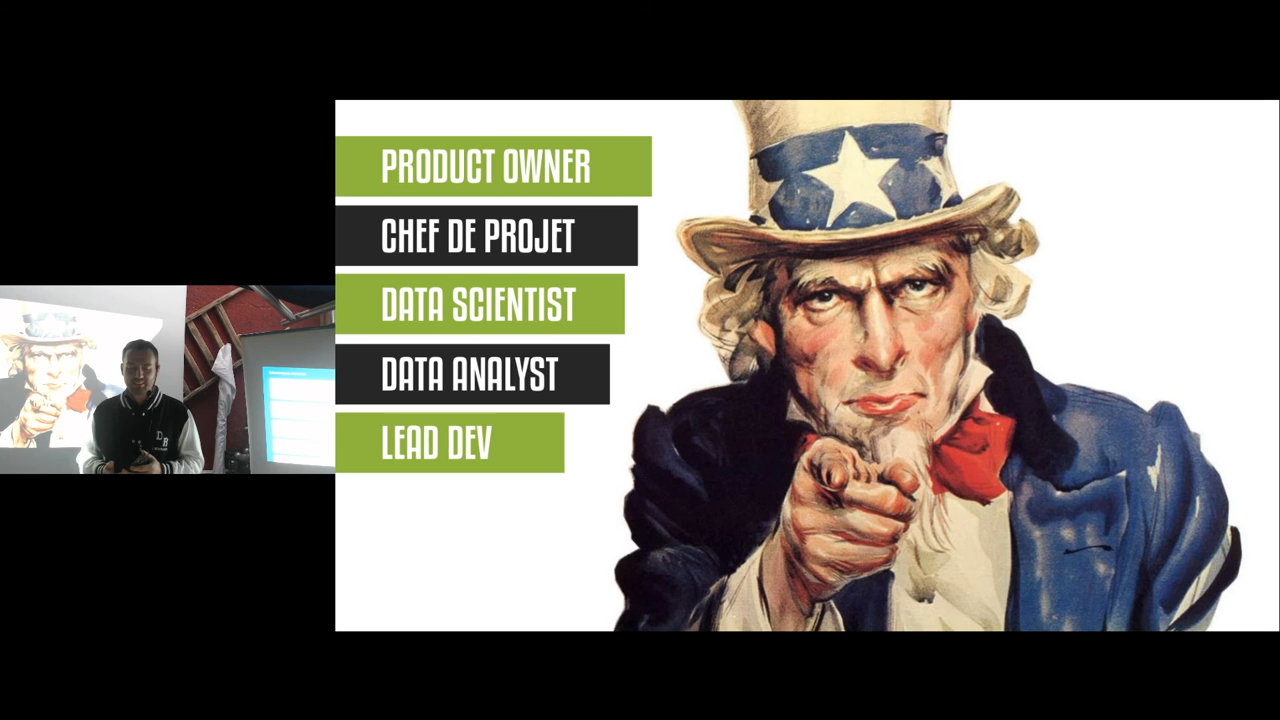 PRODUCT OWNER
CHEF DE PROJET
DATA SCIENTIST
DATA ANALYST
LEAD DEV